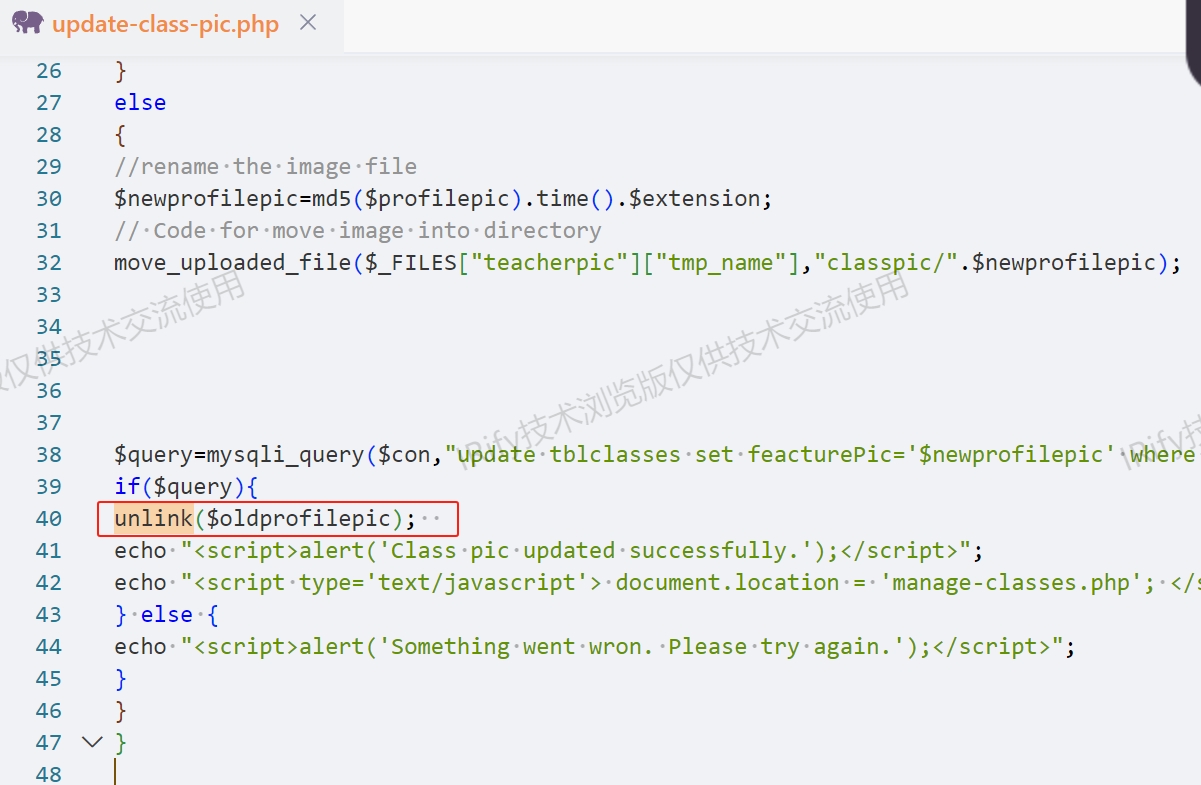 update-class-pic.php
26 }
27 else
28 {
29 //rename the image file
30 $newprofilepic=md5($profilepic).time().$extension;
31 // Code for move image into directory
32 move_uploaded_file($_FILES["teacherpic"]["tmp_name"],"classpic/".$newprofilepic);
33
34
35
36
37
38 $query=mysqli_query($con,"update tblclasses set feacturePic='$newprofilepic' where
39 if($query){
40 unlink($oldprofilepic);
41 echo "<script>alert('Class pic updated successfully.');</script>";
42 echo "<script type='text/javascript'> document.location = 'manage-classes.php'; </s
43 } else {
44 echo "<script>alert('Something went wron. Please try again.');</script>";
45 }
46 }
47 }
48
版仅供技术交流使用
iRify技术浏览版仅供技术交流使用
iRify技